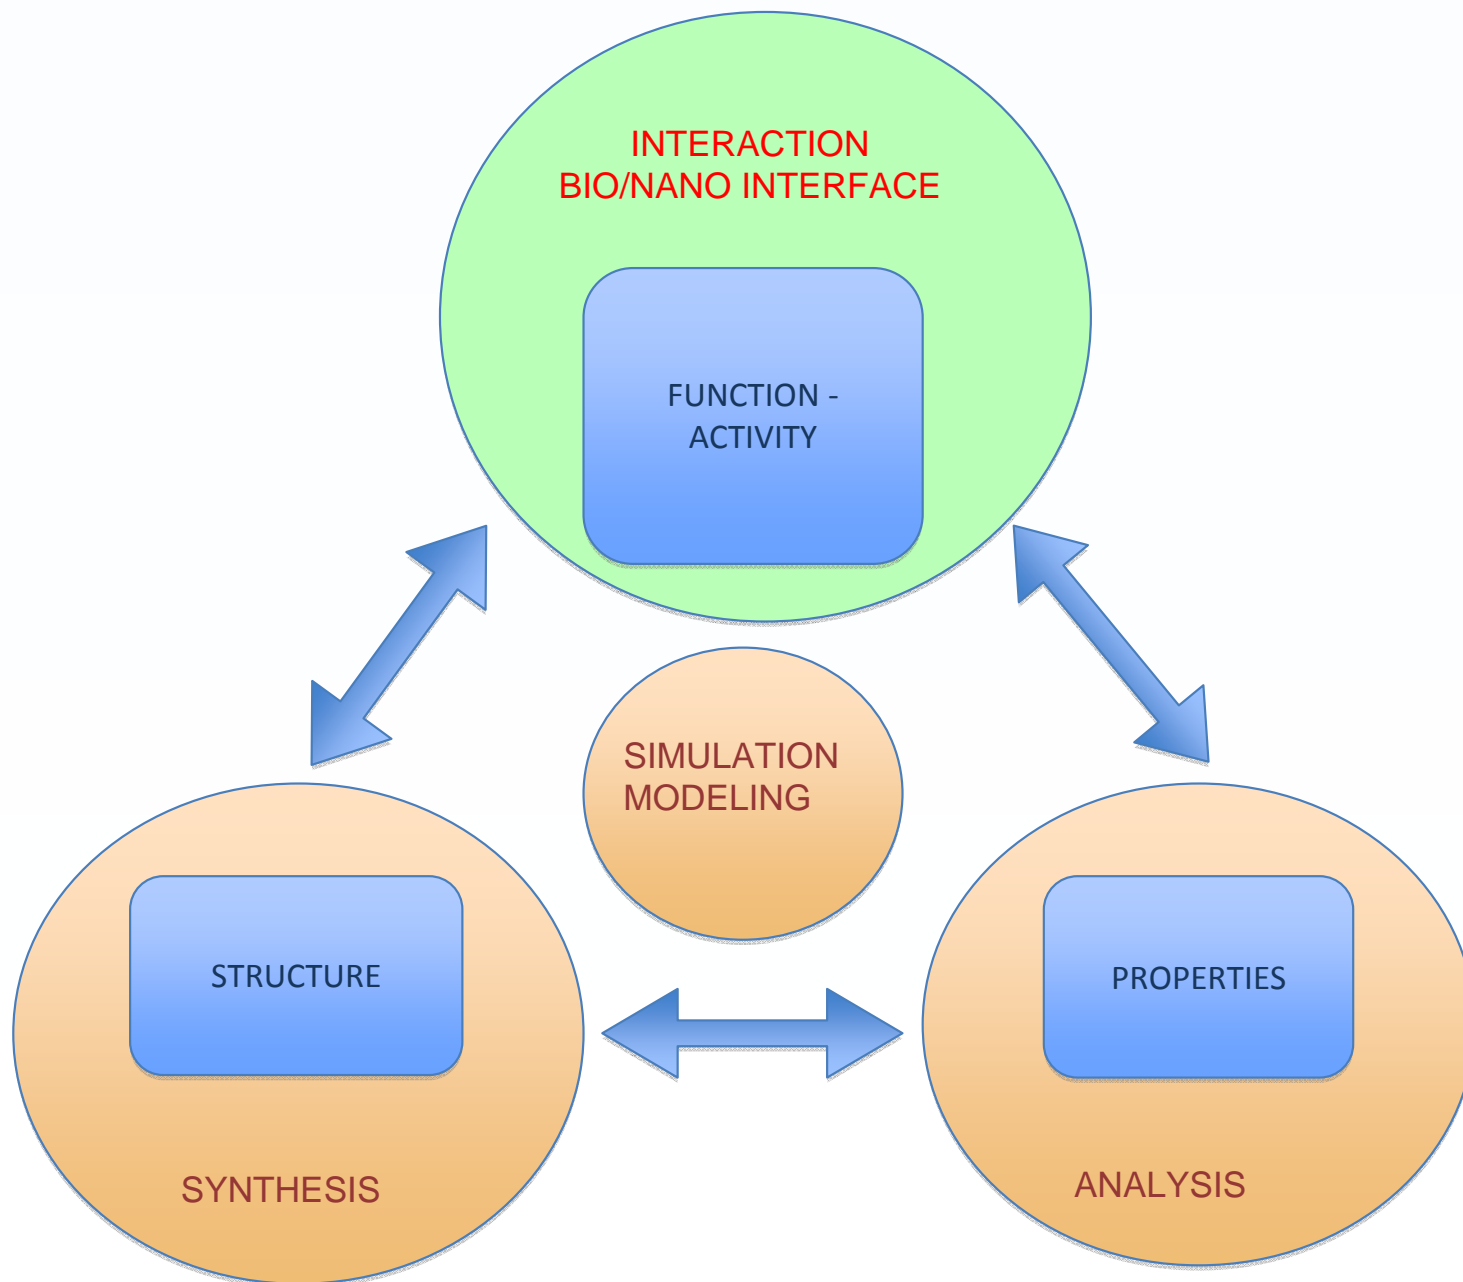 INTERACTION
BIO/NANO INTERFACE
FUNCTION -
ACTIVITY
SIMULATION
MODELING
STRUCTURE
PROPERTIES
SYNTHESIS
ANALYSIS